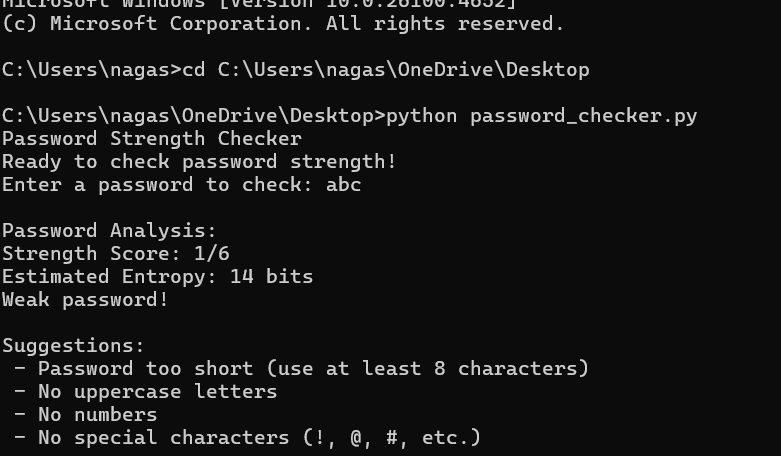 Microsoft Windows [Version 10.0.26100.4652]
(c) Microsoft Corporation. All rights reserved.
C:\Users\nagas>cd C:\Users\nagas\OneDrive\Desktop
C:\Users\nagas\OneDrive\Desktop>python password_checker.py
Password Strength Checker
Ready to check password strength!
Enter a password to check: abc
Password Analysis:
Strength Score: 1/6
Estimated Entropy: 14 bits
Weak password!
Suggestions:
- Password too short (use at least 8 characters)
- No uppercase letters
- No numbers
- No special characters (!, @, #, etc.)